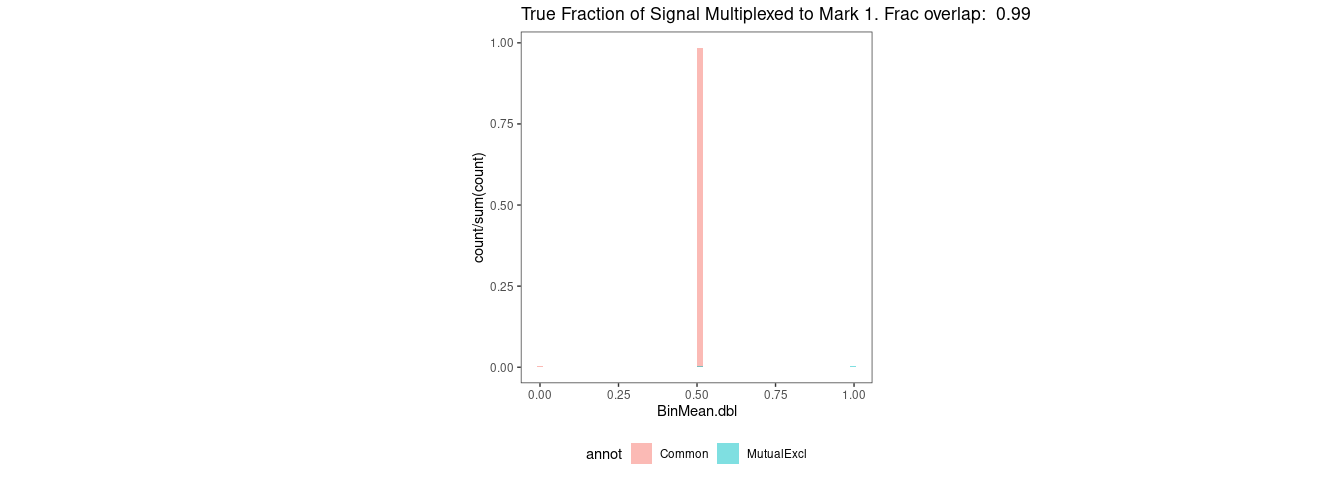 True Fraction of Signal Multiplexed to Mark 1. Frac overlap:  0.99
1.00
0.75
0.50
0.25
0.00
count/sum(count)
0.00 0.25 0.50 0.75 1.00
BinMean.dbl
annot Common MutualExcl